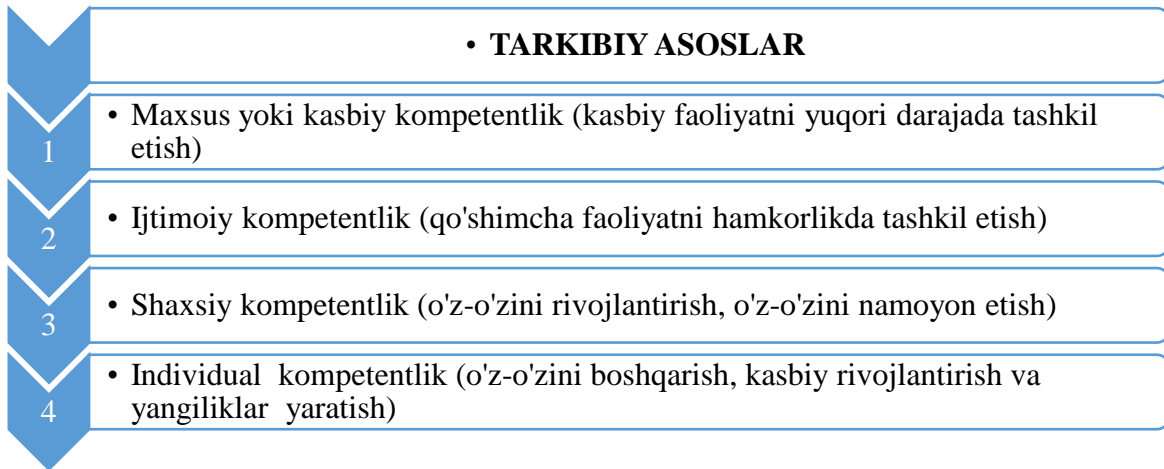 • TARKIBIY ASOSLAR
1
• Maxsus yoki kasbiy kompetentlik (kasbiy faoliyatni yuqori darajada tashkil
etish)
2
• Ijtimoiy kompetentlik (qo'shimcha faoliyatni hamkorlikda tashkil etish)
3
• Shaxsiy kompetentlik (o'z-o'zini rivojlantirish, o'z-o'zini namoyon etish)
4
• Individual kompetentlik (o'z-o'zini boshqarish, kasbiy rivojlantirish va
yangiliklar yaratish)